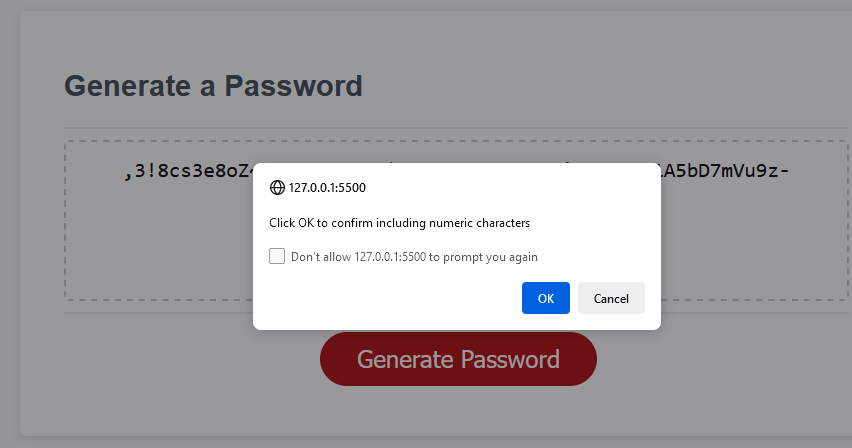 Generate a Password
,3!8cs3e8oZ
A5bD7mVu9z-
127.0.0.1:5500
Click OK to confirm including numeric characters
Don't allow 127.0.0.1:5500 to prompt you again
OK
Cancel
Generate Password